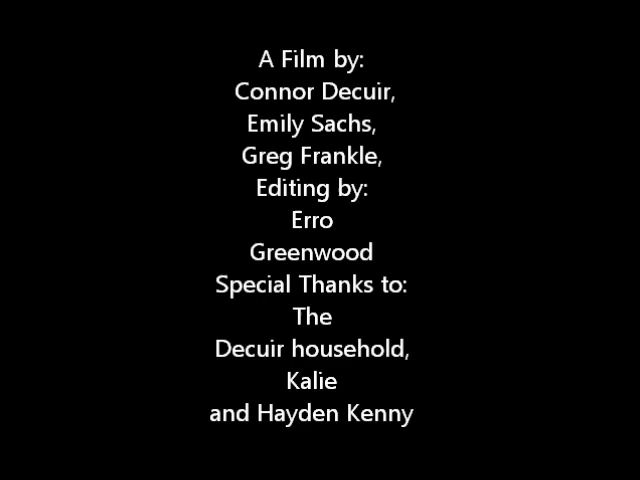 A Film by:
Connor Decuir,
Emily Sachs,
Greg Frankle,
Editing by:
Erro
Greenwood
Special Thanks to:
The
Decuir household,
Kalie
and Hayden Kenny